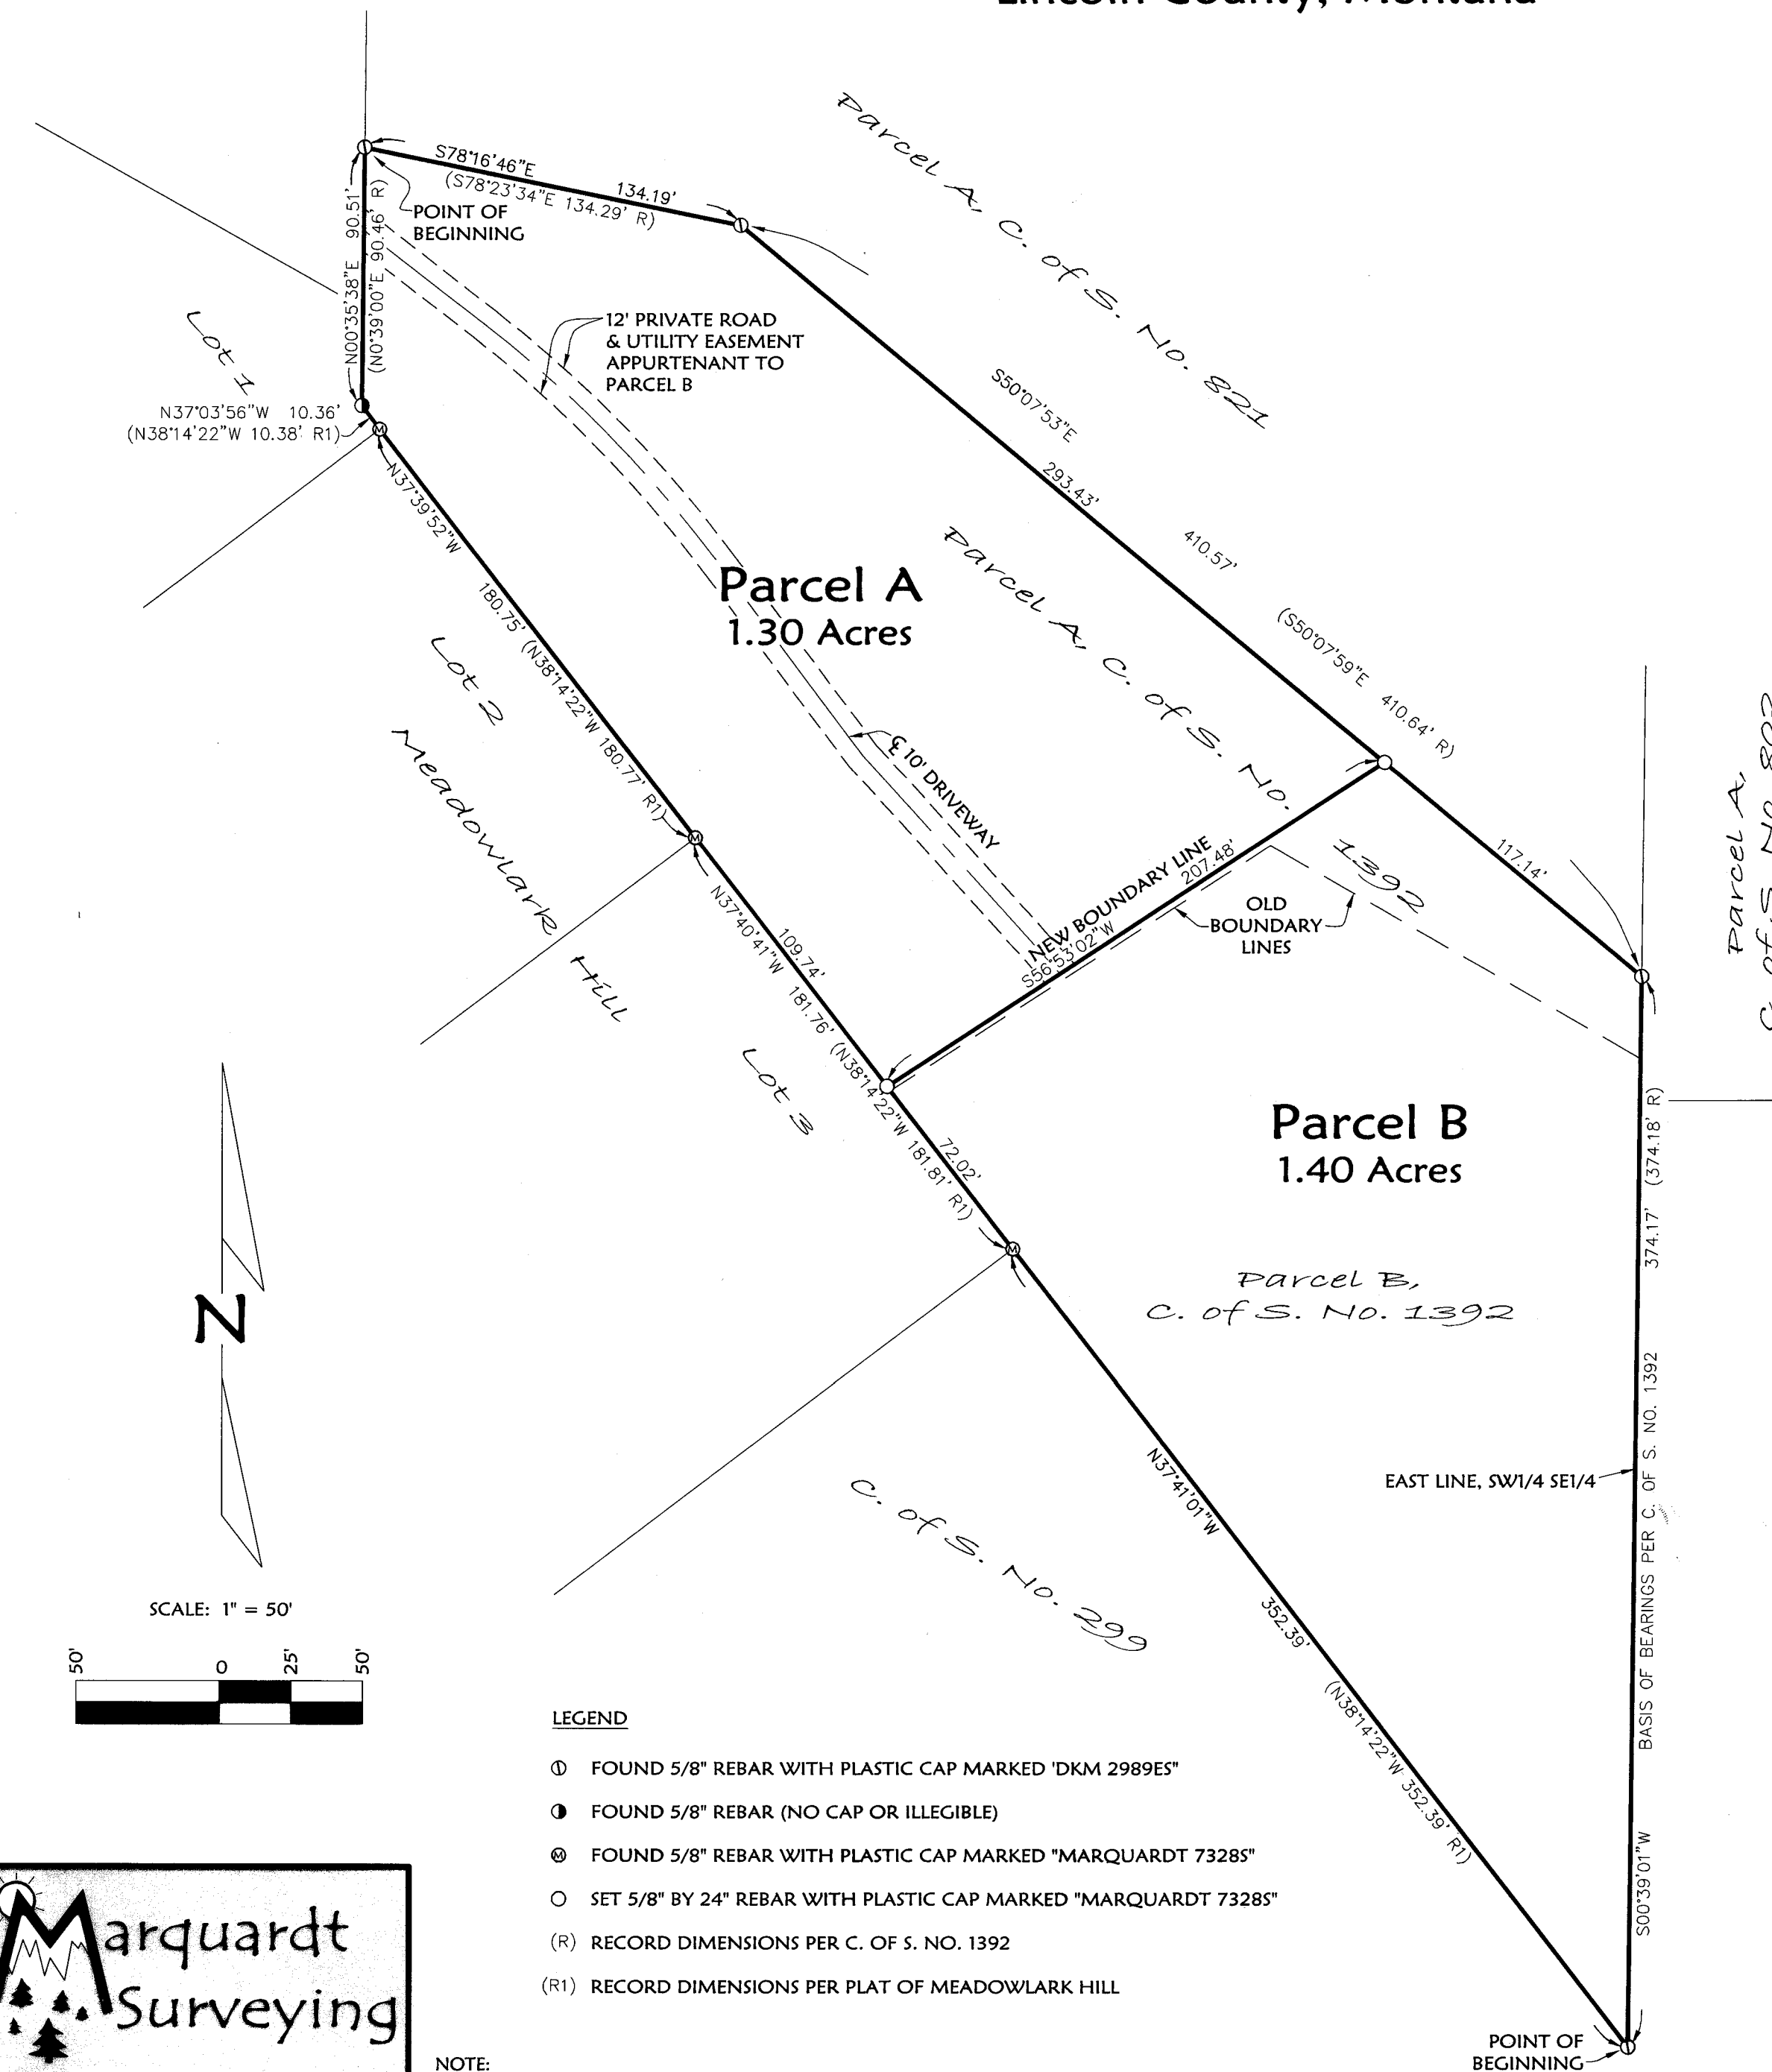 Lincoln County, Montana
Parcel A, C. of S. No. 821
S78°16'46"E 134.19'
(S78°23'34"E 134.29' R)
POINT OF
BEGINNING
N00°35'38"E 90.51'
(N0°39'00"E 90.46' R)
12' PRIVATE ROAD
& UTILITY EASEMENT
APPURTENANT TO
PARCEL B
Lot 1
N37°03'56"W 10.36'
(N38°14'22"W 10.38' R1)
S50°07'53"E
293.43'
410.57'
(S50°07'59"E 410.64' R)
N37°39'52"W
180.75' (N38°14'22"W 180.77' R1)
Parcel A
1.30 Acres
Parcel A, C. of S. No.
1392
Lot 2
Meadowlark Hill
℄ 10' DRIVEWAY
NEW BOUNDARY LINE
207.48'
S56°53'02"W
OLD
BOUNDARY
LINES
117.14'
Parcel A,
C. of S. No. 802
N37°40'41"W
109.74'
181.76' (N38°14'22"W 181.81' R1)
72.02'
Lot 3
Parcel B
1.40 Acres
374.17' (374.18' R)
Parcel B,
C. of S. No. 1392
N
BASIS OF BEARINGS PER C. OF S. NO. 1392
EAST LINE, SW1/4 SE1/4
N37°41'01"W
352.39'
(N38°14'22"W 352.39' R1)
C. of S. No. 299
S00°39'01"W
SCALE: 1" = 50'
50' 0 25' 50'
LEGEND
FOUND 5/8" REBAR WITH PLASTIC CAP MARKED 'DKM 2989ES"
FOUND 5/8" REBAR (NO CAP OR ILLEGIBLE)
M FOUND 5/8" REBAR WITH PLASTIC CAP MARKED "MARQUARDT 7328S"
SET 5/8" BY 24" REBAR WITH PLASTIC CAP MARKED "MARQUARDT 7328S"
(R) RECORD DIMENSIONS PER C. OF S. NO. 1392
(R1) RECORD DIMENSIONS PER PLAT OF MEADOWLARK HILL
Marquardt
Surveying
NOTE:
POINT OF
BEGINNING